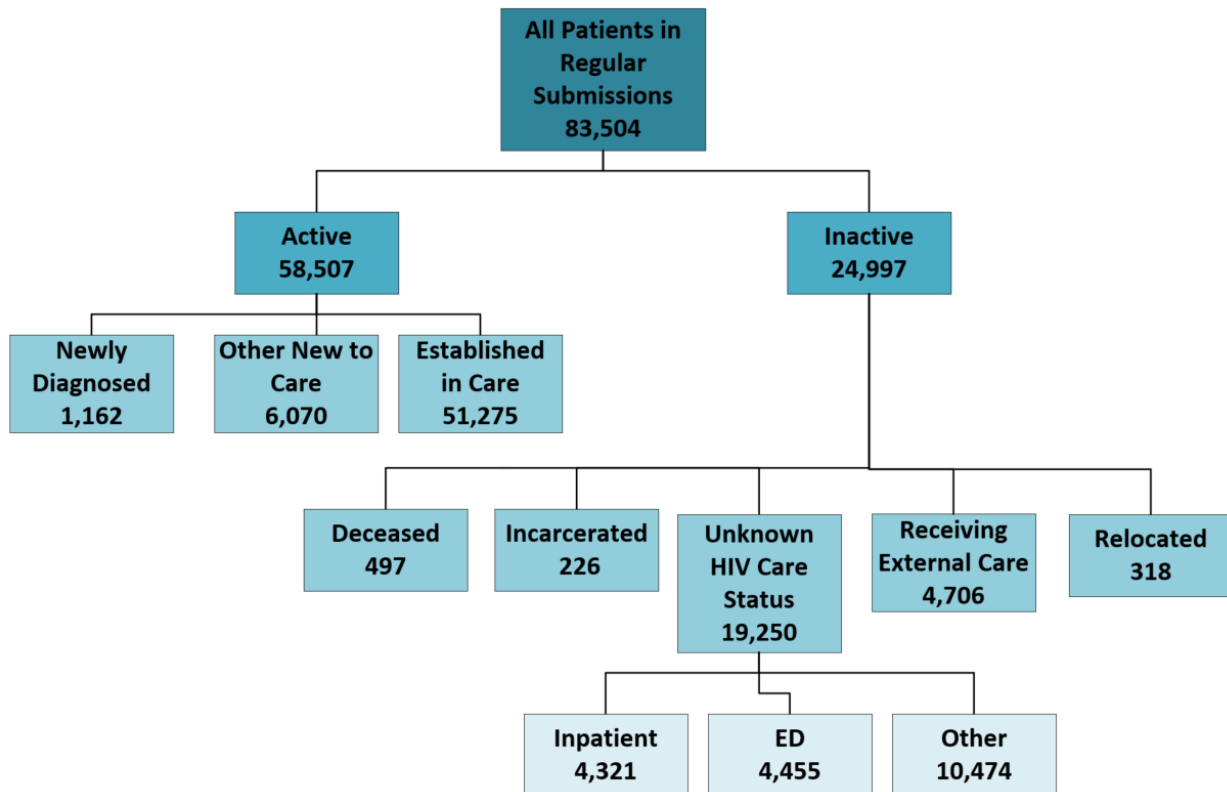 All Patients in
Regular
Submissions
83,504
Active
58,507
Inactive
24,997
Newly
Diagnosed
1,162
Other New to
Care
6,070
Established
in Care
51,275
Deceased
497
Incarcerated
226
Unknown
HIV Care
Status
19,250
Receiving
External Care
4,706
Relocated
318
Inpatient
4,321
ED
4,455
Other
10,474